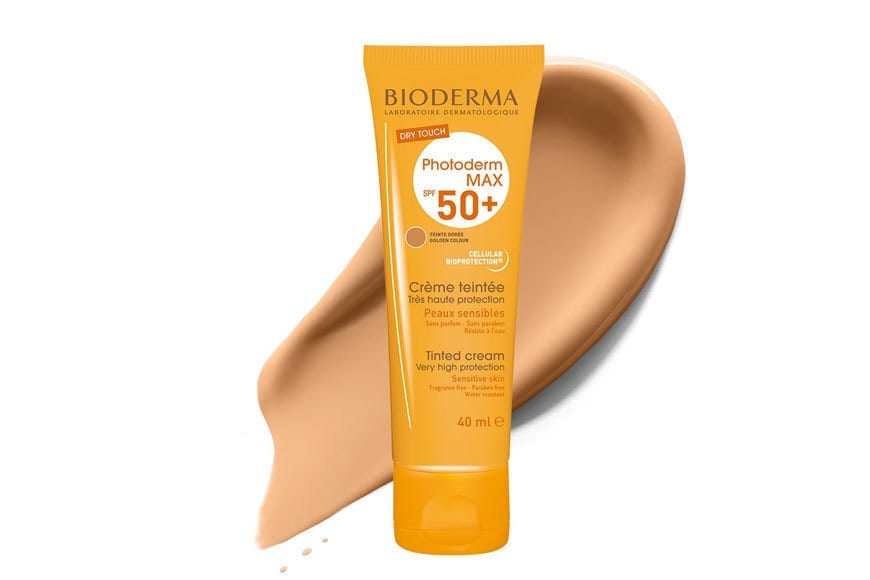 BIODERMA
LABORATOIRE DERMATOLOGIQUE
DRY TOUCH
Photoderm
MAX
SPF 50+
TEINTE DORÉE
GOLDEN COLOUR
CELLULAR
BIOPROTECTION®
Crème teintée
Très haute protection
Peaux sensibles
Sans parfum - Sans paraben
Résiste à l'eau
Tinted cream
Very high protection
Sensitive skin
Fragrance free - Paraben free
Water resistant
40 ml ℮